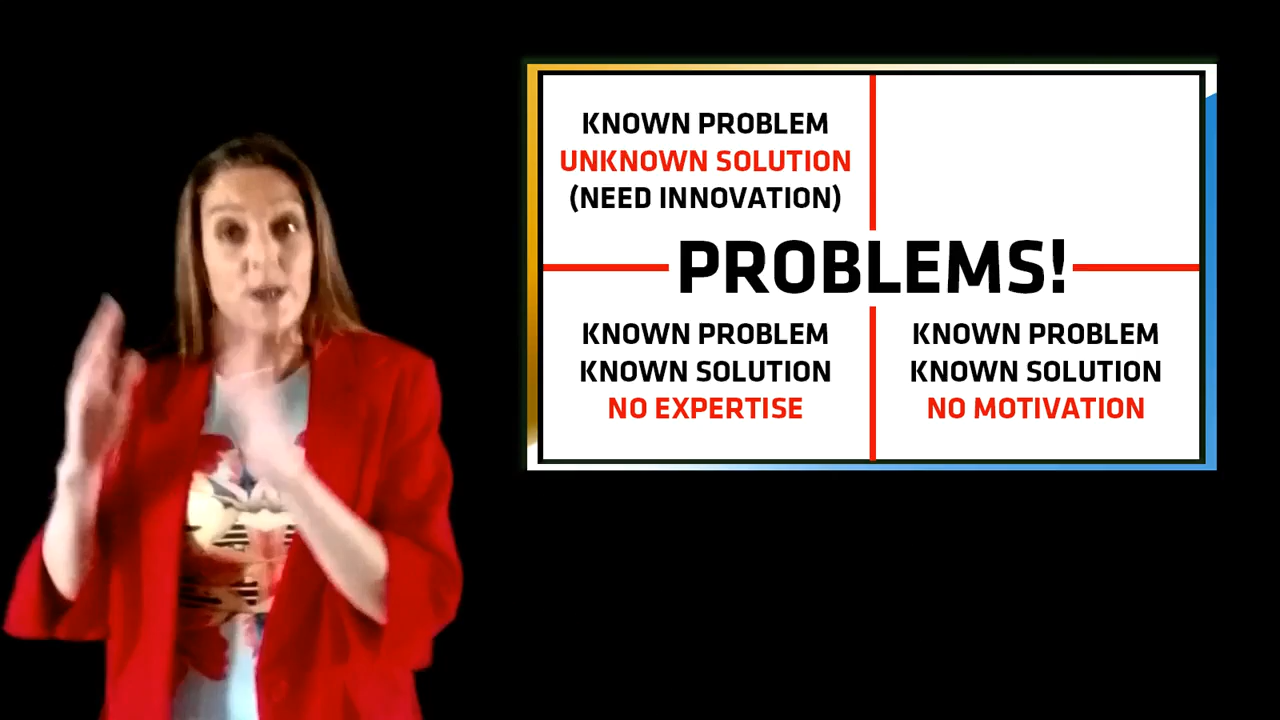 KNOWN PROBLEM
UNKNOWN SOLUTION
(NEED INNOVATION)
PROBLEMS!
KNOWN PROBLEM
KNOWN SOLUTION
NO EXPERTISE
KNOWN PROBLEM
KNOWN SOLUTION
NO MOTIVATION